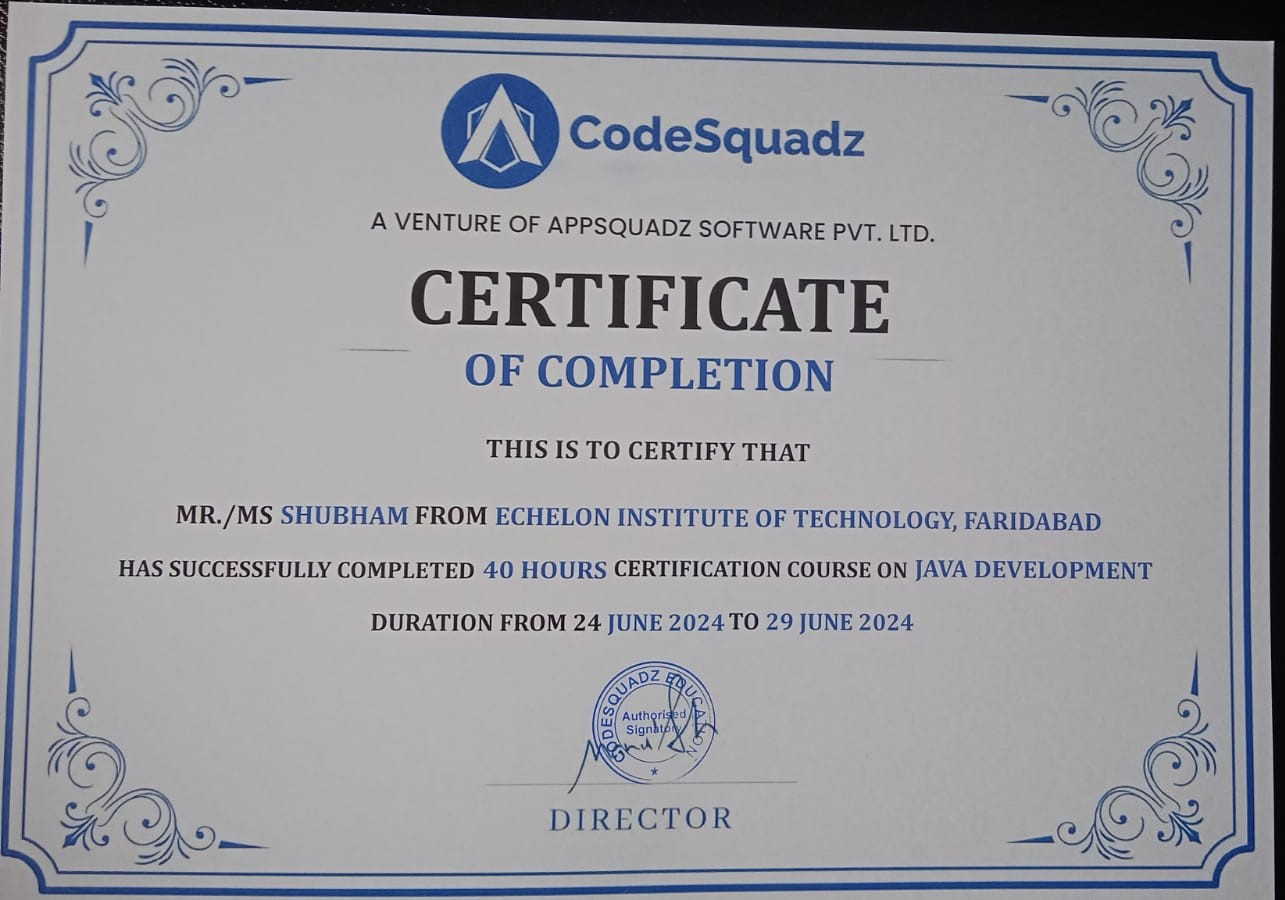 CodeSquadz
A VENTURE OF APPSQUADZ SOFTWARE PVT. LTD.
CERTIFICATE
OF COMPLETION
THIS IS TO CERTIFY THAT
MR./MS SHUBHAM FROM ECHELON INSTITUTE OF TECHNOLOGY, FARIDABAD
HAS SUCCESSFULLY COMPLETED 40 HOURS CERTIFICATION COURSE ON JAVA DEVELOPMENT
DURATION FROM 24 JUNE 2024 TO 29 JUNE 2024
CODESQUADZ EDUCATION
Authorised
Signatory
DIRECTOR